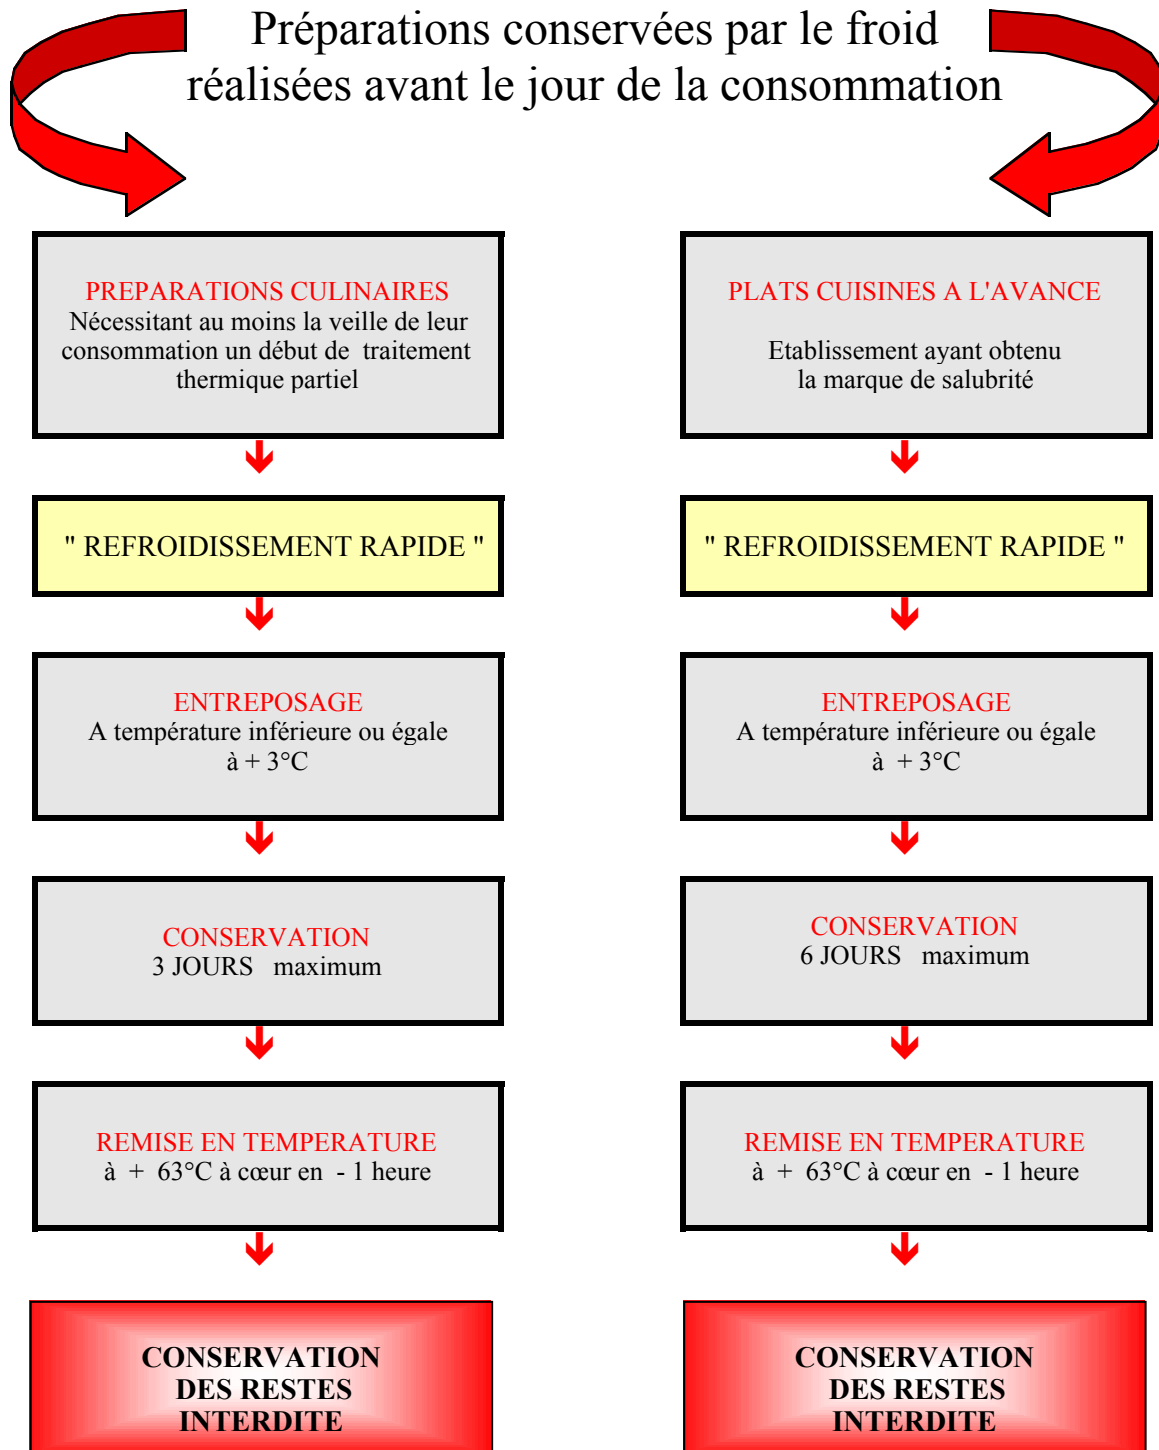 Préparations conservées par le froid
réalisées avant le jour de la consommation
PREPARATIONS CULINAIRES
Nécessitant au moins la veille de leur
consommation un début de traitement
thermique partiel
" REFROIDISSEMENT RAPIDE "
ENTREPOSAGE
A température inférieure ou égale
à + 3°C
CONSERVATION
3 JOURS maximum
REMISE EN TEMPERATURE
à + 63°C à cœur en - 1 heure
CONSERVATION
DES RESTES
INTERDITE
PLATS CUISINES A L'AVANCE
Etablissement ayant obtenu
la marque de salubrité
" REFROIDISSEMENT RAPIDE "
ENTREPOSAGE
A température inférieure ou égale
à + 3°C
CONSERVATION
6 JOURS maximum
REMISE EN TEMPERATURE
à + 63°C à cœur en - 1 heure
CONSERVATION
DES RESTES
INTERDITE